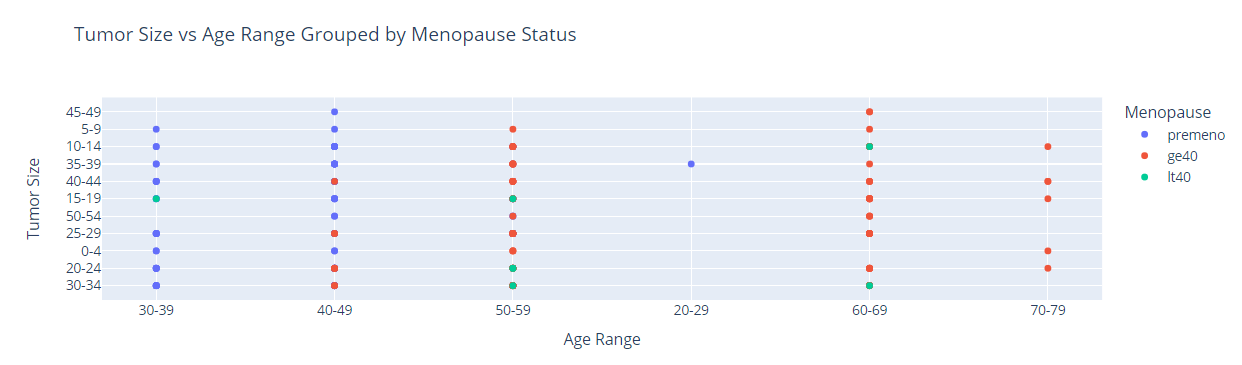 Tumor Size vs Age Range Grouped by Menopause Status
Tumor Size
45-49
5-9
10-14
35-39
40-44
15-19
50-54
25-29
0-4
20-24
30-34
30-39 40-49 50-59 20-29 60-69 70-79
Age Range
Menopause
premeno
ge40
lt40